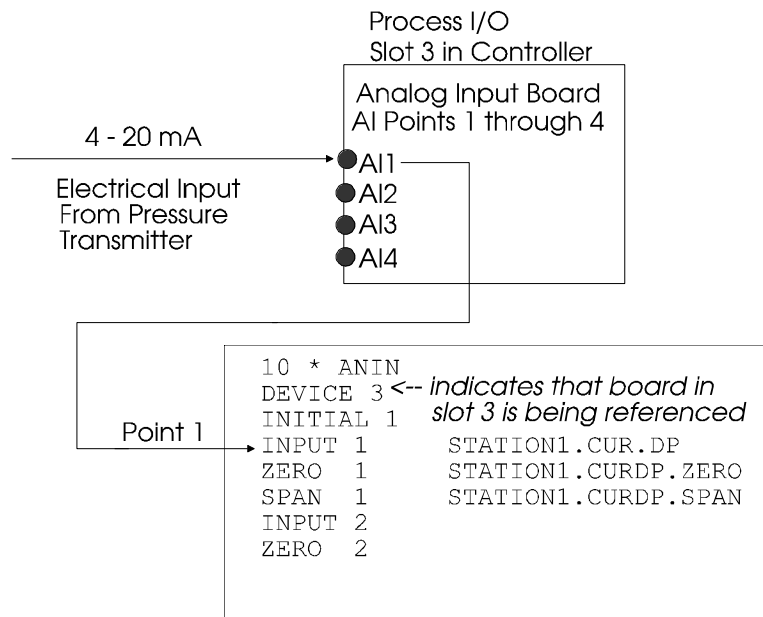 Process I/O
Slot 3 in Controller
Analog Input Board
AI Points 1 through 4
4 - 20 mA
AI1
Electrical Input
From Pressure
Transmitter
AI2
AI3
AI4
10 * ANIN
DEVICE 3 <-- indicates that board in
slot 3 is being referenced
INITIAL 1
Point 1
INPUT 1 STATION1.CUR.DP
ZERO 1 STATION1.CURDP.ZERO
SPAN 1 STATION1.CURDP.SPAN
INPUT 2
ZERO 2